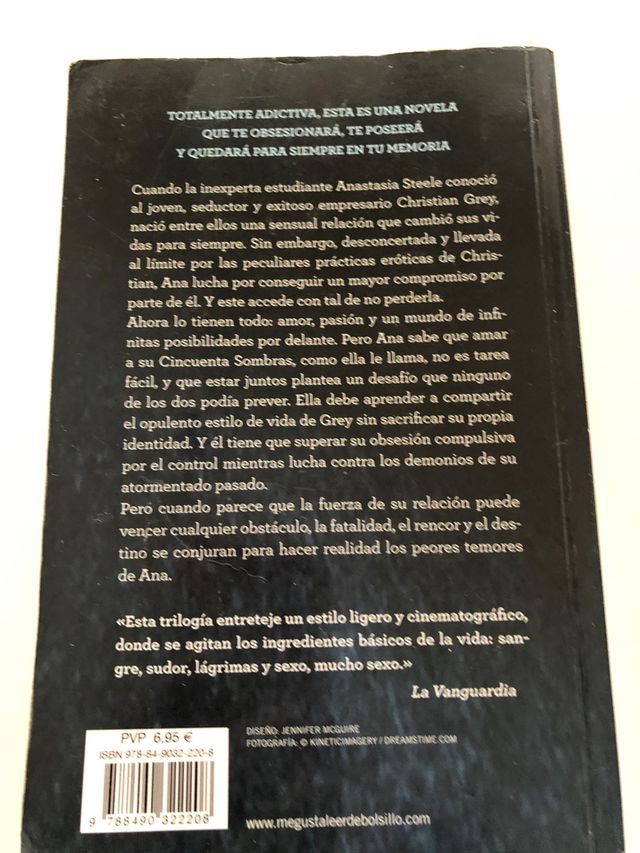 TOTALMENTE ADICTIVA, ESTA ES UNA NOVELA
QUE TE OBSESIONARÁ, TE POSEERÁ
Y QUEDARÁ PARA SIEMPRE EN TU MEMORIA
Cuando la inexperta estudiante Anastasia Steele conoció
al joven, seductor y exitoso empresario Christian Grey,
nació entre ellos una sensual relación que cambió sus vi-
das para siempre. Sin embargo, desconcertada y llevada
al límite por las peculiares prácticas eróticas de Chris-
tian, Ana lucha por conseguir un mayor compromiso por
parte de él. Y este accede con tal de no perderla.
Ahora lo tienen todo: amor, pasión y un mundo de infi-
nitas posibilidades por delante. Pero Ana sabe que amar
a su Cincuenta Sombras, como ella le llama, no es tarea
fácil, y que estar juntos plantea un desafío que ninguno
de los dos podía prever. Ella debe aprender a compartir
el opulento estilo de vida de Grey sin sacrificar su propia
identidad. Y él tiene que superar su obsesión compulsiva
por el control mientras lucha contra los demonios de su
atormentado pasado.
Pero cuando parece que la fuerza de su relación puede
vencer cualquier obstáculo, la fatalidad, el rencor y el des-
tino se conjuran para hacer realidad los peores temores
de Ana.
«Esta trilogía entreteje un estilo ligero y cinematográfico,
donde se agitan los ingredientes básicos de la vida: san-
gre, sudor, lágrimas y sexo, mucho sexo.»
La Vanguardia
PVP 6,95 €
ISBN 978-84-9032-220-8
9 788490 322208
DISEÑO: JENNIFER MCGUIRE
FOTOGRAFÍA: © KINETICIMAGERY / DREAMSTIME.COM
www.megustaleerdebolsillo.com